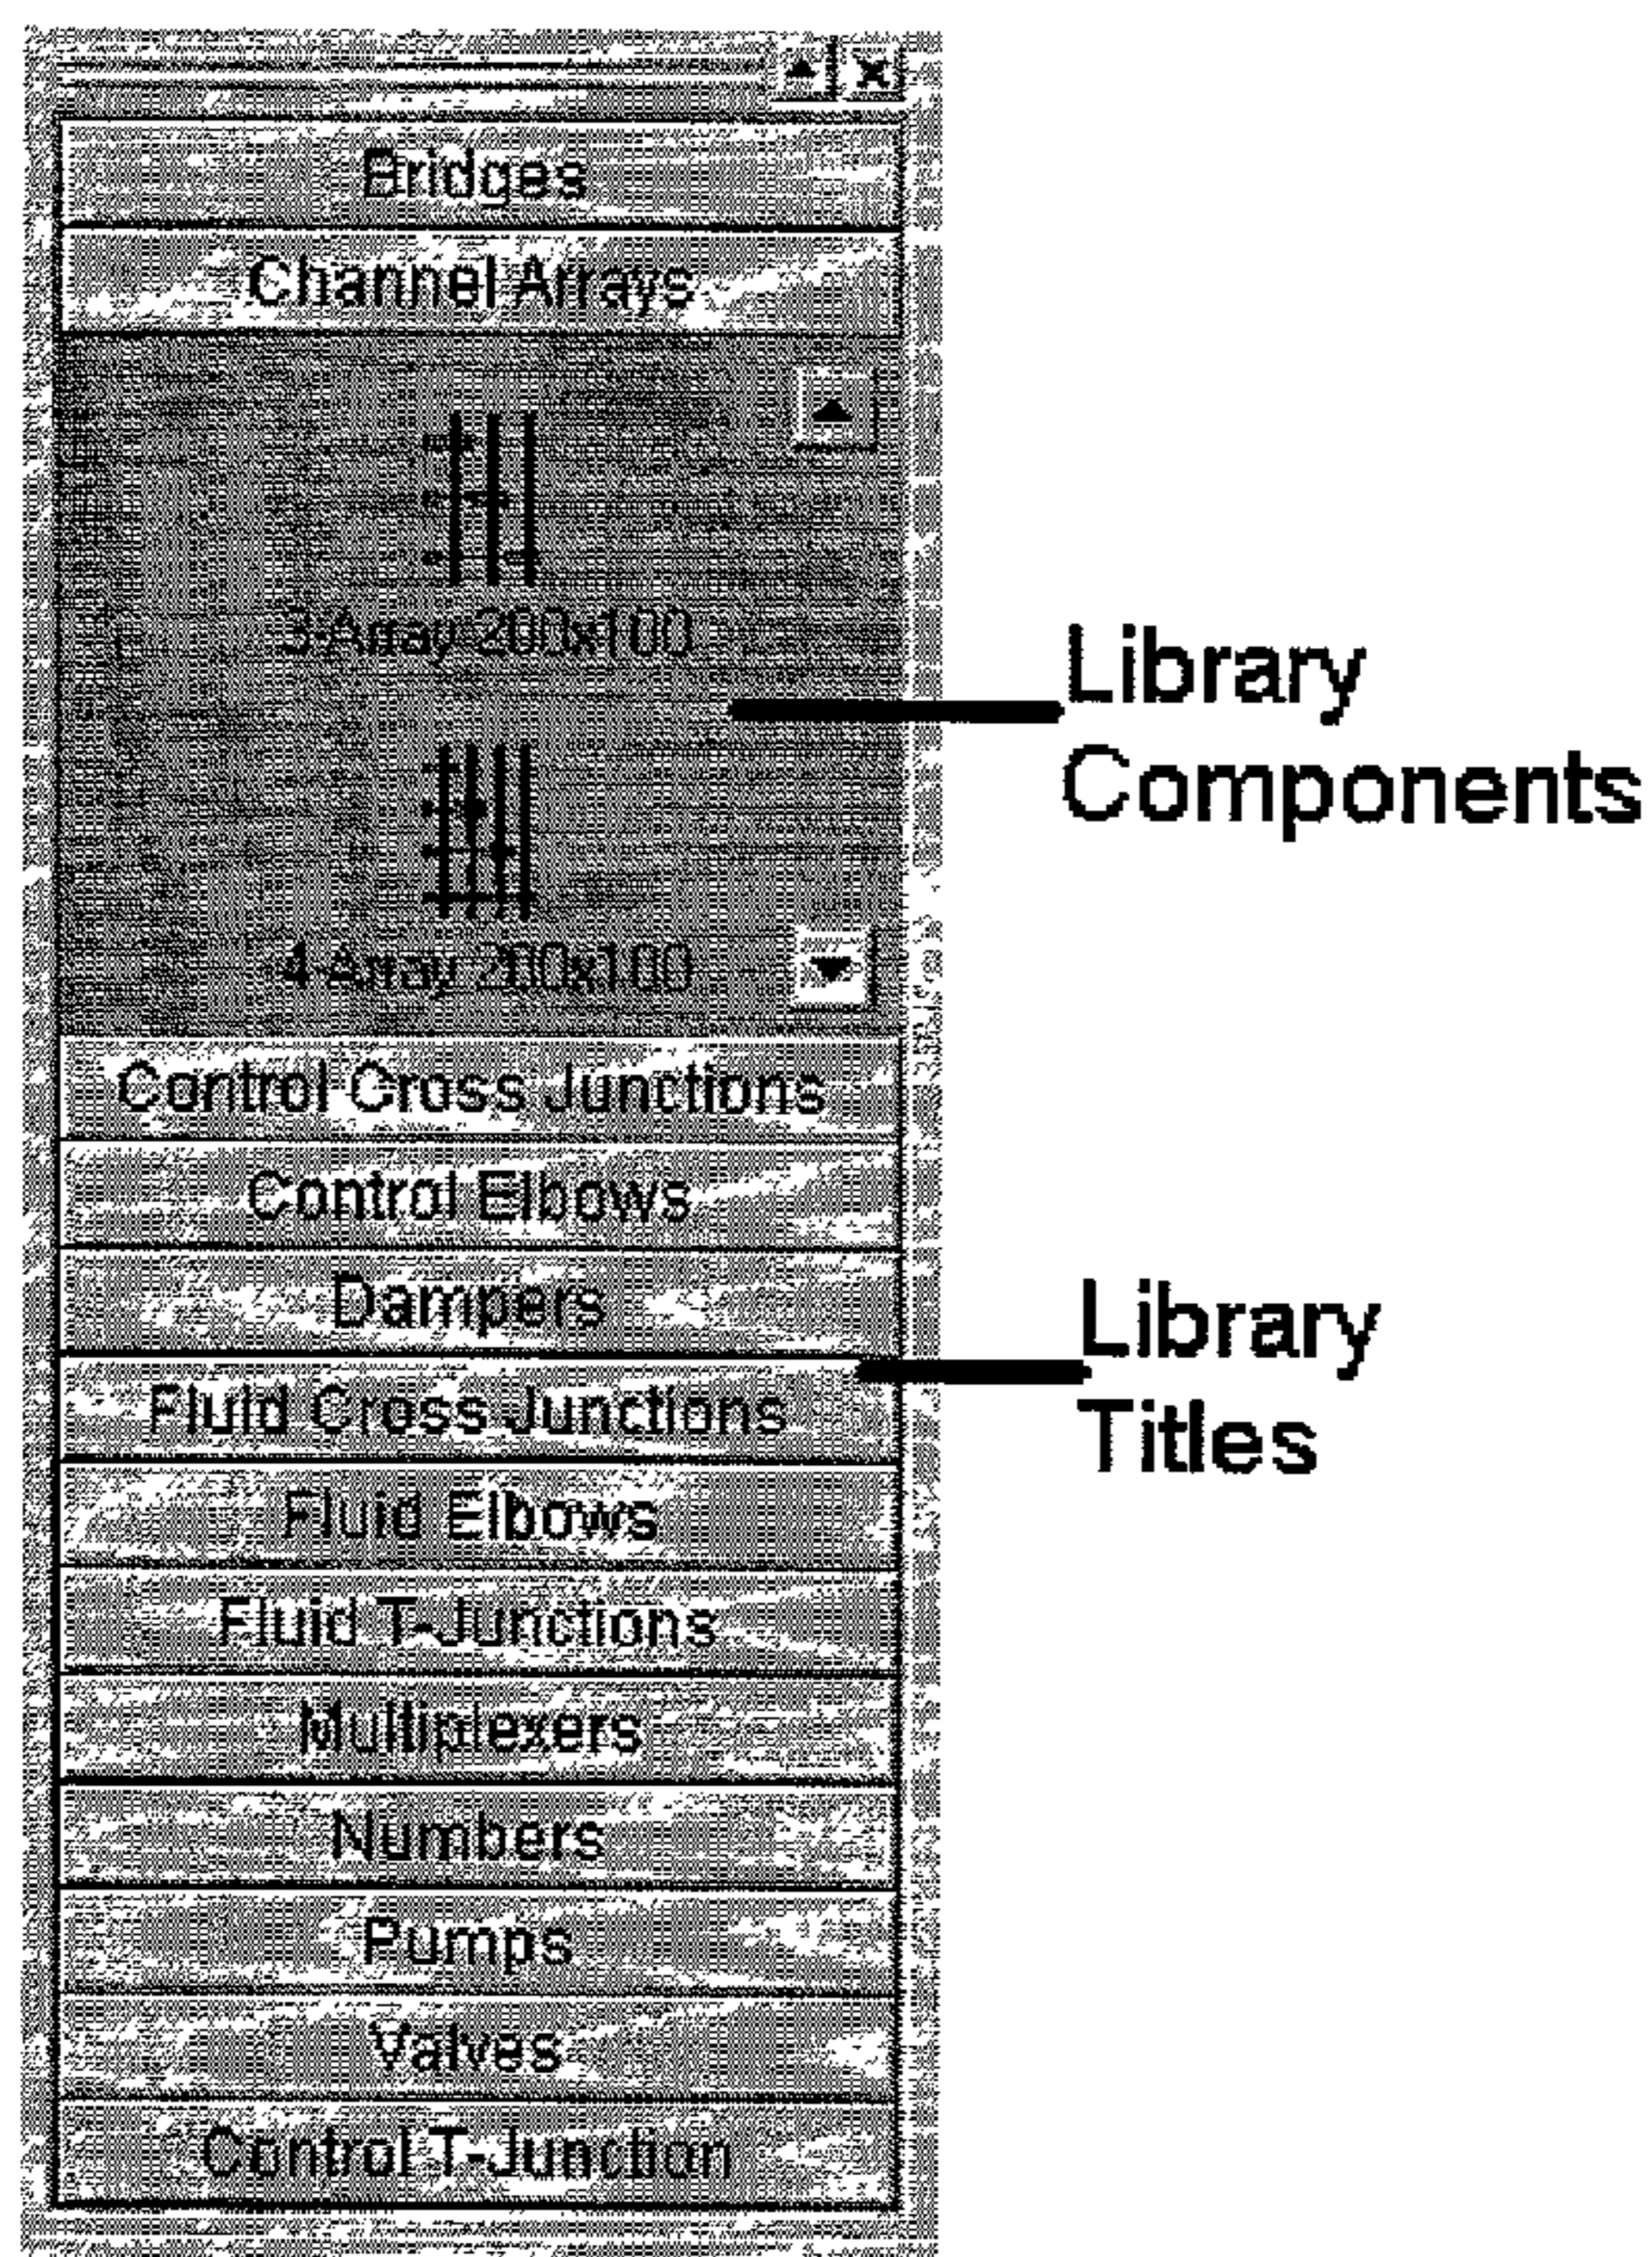 Bridges
Channel Arrays
3-Array 200x100
Library
Components
4-Array 200x100
Control Cross Junctions
Control Elbows
Dampers
Library
Titles
Fluid Cross Junctions
Fluid Elbows
Fluid T-Junctions
Multiplexers
Numbers
Pumps
Valves
Control T-Junction